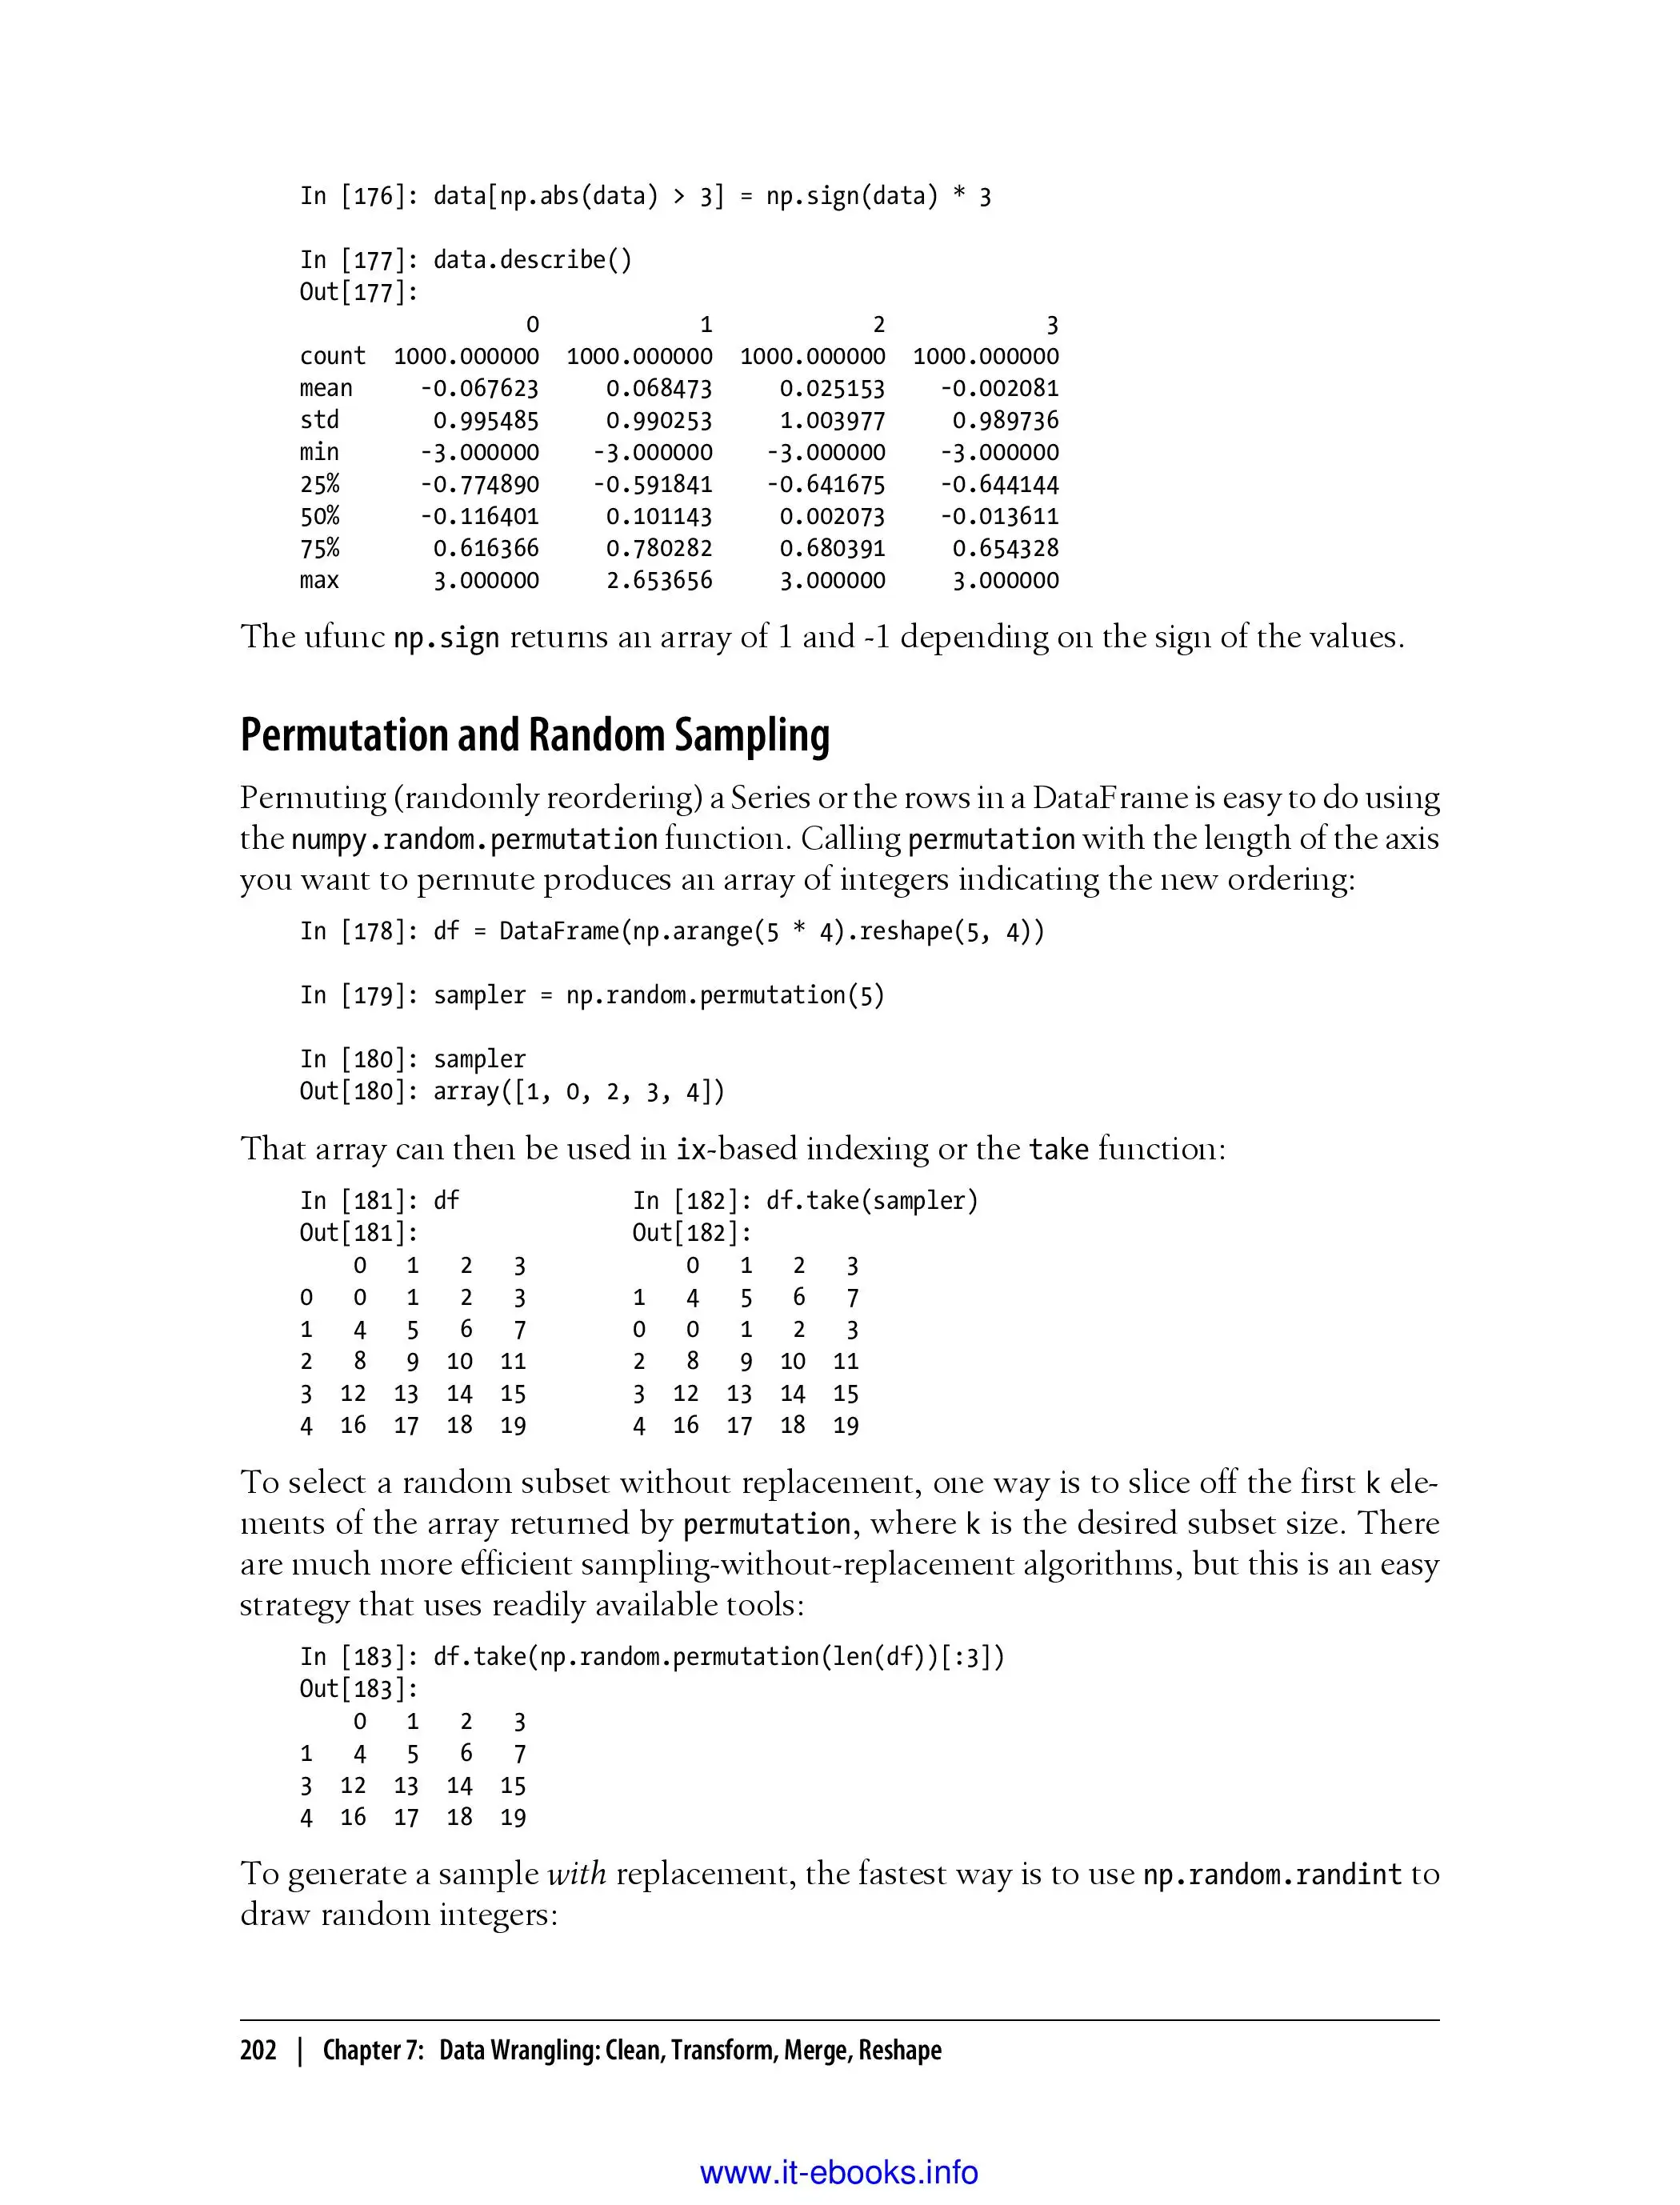 In [176]: data[np.abs(data) > 3] = np.sign(data) * 3
In [177]: data.describe()
Out[177]:
                 0            1            2            3
count  1000.000000  1000.000000  1000.000000  1000.000000
mean     -0.067623     0.068473     0.025153    -0.002081
std       0.995485     0.990253     1.003977     0.989736
min      -3.000000    -3.000000    -3.000000    -3.000000
25%      -0.774890    -0.591841    -0.641675    -0.644144
50%      -0.116401     0.101143     0.002073    -0.013611
75%       0.616366     0.780282     0.680391     0.654328
max       3.000000     2.653656     3.000000     3.000000
The ufunc np.sign returns an array of 1 and -1 depending on the sign of the values.
Permutation and Random Sampling
Permuting (randomly reordering) a Series or the rows in a DataFrame is easy to do using
the numpy.random.permutation function. Calling permutation with the length of the axis
you want to permute produces an array of integers indicating the new ordering:
In [178]: df = DataFrame(np.arange(5 * 4).reshape(5, 4))
In [179]: sampler = np.random.permutation(5)
In [180]: sampler
Out[180]: array([1, 0, 2, 3, 4])
That array can then be used in ix-based indexing or the take function:
In [181]: df             In [182]: df.take(sampler)
Out[181]:                Out[182]:
    0   1   2   3            0   1   2   3
0   0   1   2   3        1   4   5   6   7
1   4   5   6   7        0   0   1   2   3
2   8   9  10  11        2   8   9  10  11
3  12  13  14  15        3  12  13  14  15
4  16  17  18  19        4  16  17  18  19
To select a random subset without replacement, one way is to slice off the first k ele-
ments of the array returned by permutation, where k is the desired subset size. There
are much more efficient sampling-without-replacement algorithms, but this is an easy
strategy that uses readily available tools:
In [183]: df.take(np.random.permutation(len(df))[:3])
Out[183]:
    0   1   2   3
1   4   5   6   7
3  12  13  14  15
4  16  17  18  19
To generate a sample with replacement, the fastest way is to use np.random.randint to
draw random integers:
202 | Chapter 7: Data Wrangling: Clean, Transform, Merge, Reshape
www.it-ebooks.info